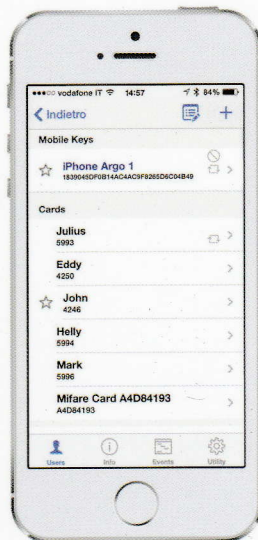 vodafone IT 14:57 84%
Indietro
Mobile Keys
iPhone Argo 1
Cards
Julius
5993
Eddy
4250
John
4246
Helly
5994
Mark
5996
Mifare Card A4D84193
A4D84193
Users Info Events Utility